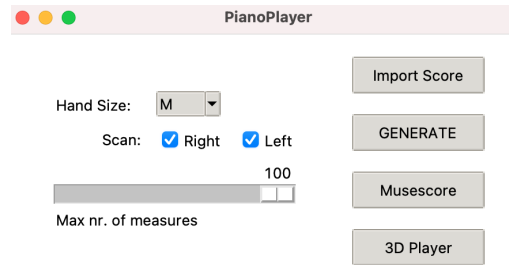 PianoPlayer
Import Score
Hand Size: M
Scan: Right Left
GENERATE
100
Musescore
Max nr. of measures
3D Player